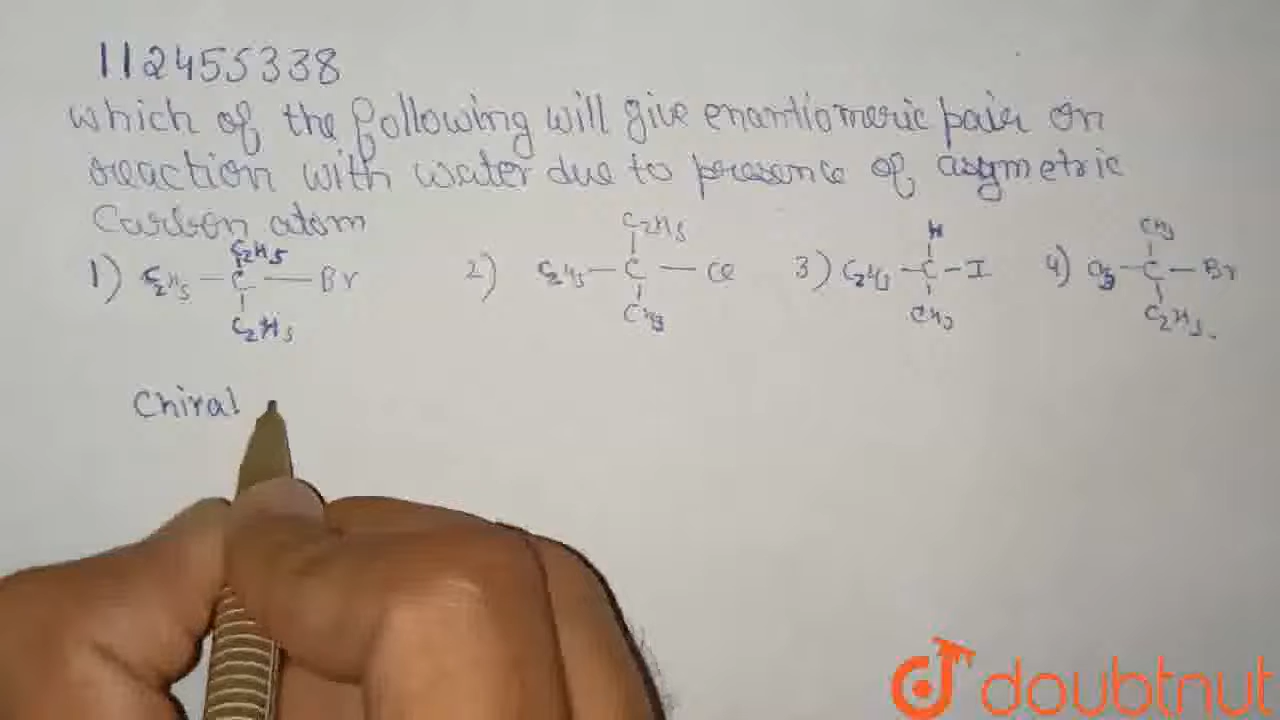 112455338
which of the following will give enantiomeric pair on
reaction with water due to presence of asymetric
Carbon atom
C2H5 C2H5 H CH3
1) C2H5 - C - Br 2) C2H5 - C - Cl 3) C2H5 - C - I 4) CH3 - C - Br
C2H5 CH3 CH3 C2H5
Chiral
doubtnut